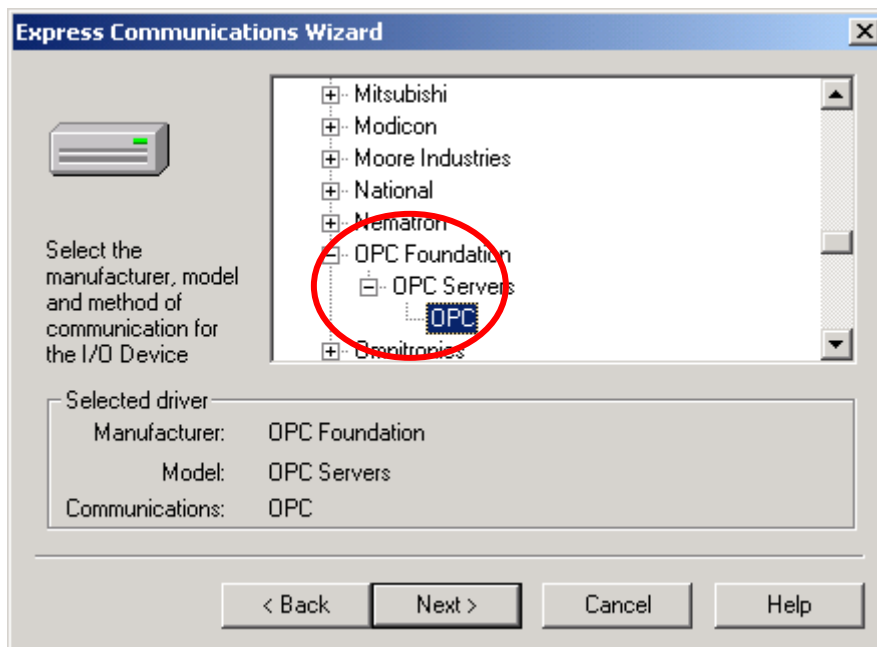 Express Communications Wizard
Mitsubishi
Modicon
Moore Industries
National
Nematron
OPC Foundation
OPC Servers
OPC
Omnitronics
Select the
manufacturer, model
and method of
communication for
the I/O Device
Selected driver
Manufacturer: OPC Foundation
Model: OPC Servers
Communications: OPC
< Back Next > Cancel Help